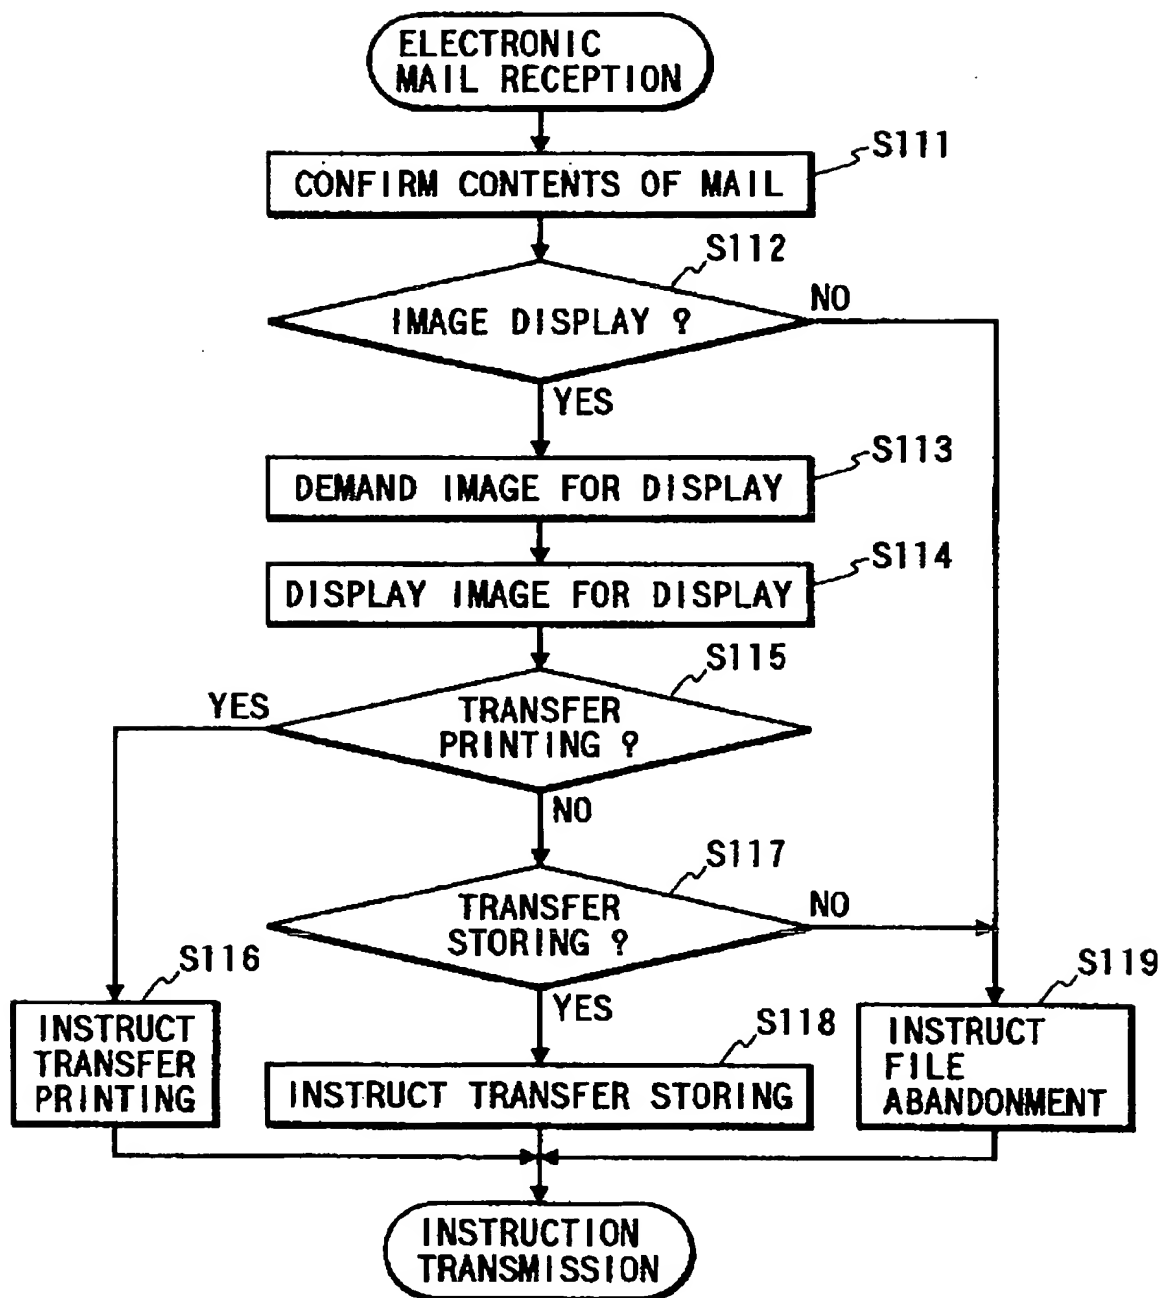 ELECTRONIC
MAIL RECEPTION
S111
CONFIRM CONTENTS OF MAIL
S112
IMAGE DISPLAY ?
NO
YES
S113
DEMAND IMAGE FOR DISPLAY
S114
DISPLAY IMAGE FOR DISPLAY
S115
YES
TRANSFER
PRINTING ?
NO
S117
TRANSFER
STORING ?
NO
YES
S116
INSTRUCT
TRANSFER
PRINTING
S118
INSTRUCT TRANSFER STORING
S119
INSTRUCT
FILE
ABANDONMENT
INSTRUCTION
TRANSMISSION